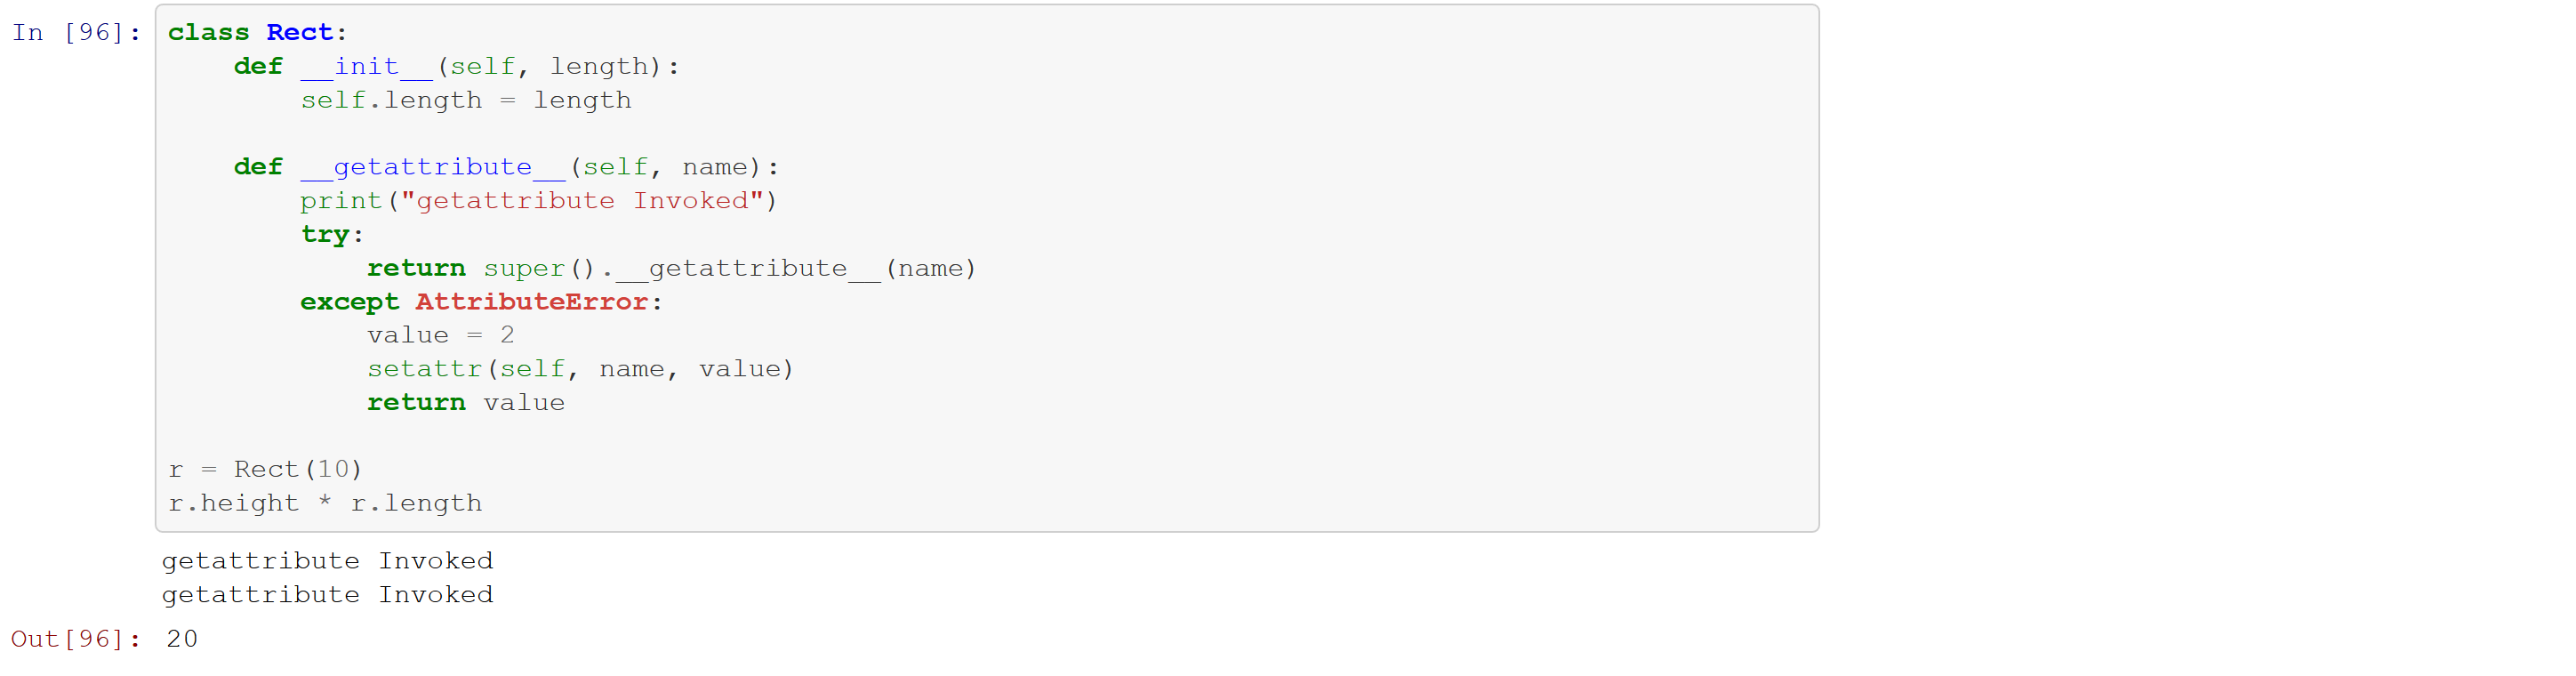 In [96]: class Rect:
    def __init__(self, length):
        self.length = length
    def __getattribute__(self, name):
        print("getattribute Invoked")
        try:
            return super().__getattribute__(name)
        except AttributeError:
            value = 2
            setattr(self, name, value)
            return value
r = Rect(10)
r.height * r.length
getattribute Invoked
getattribute Invoked
Out[96]: 20